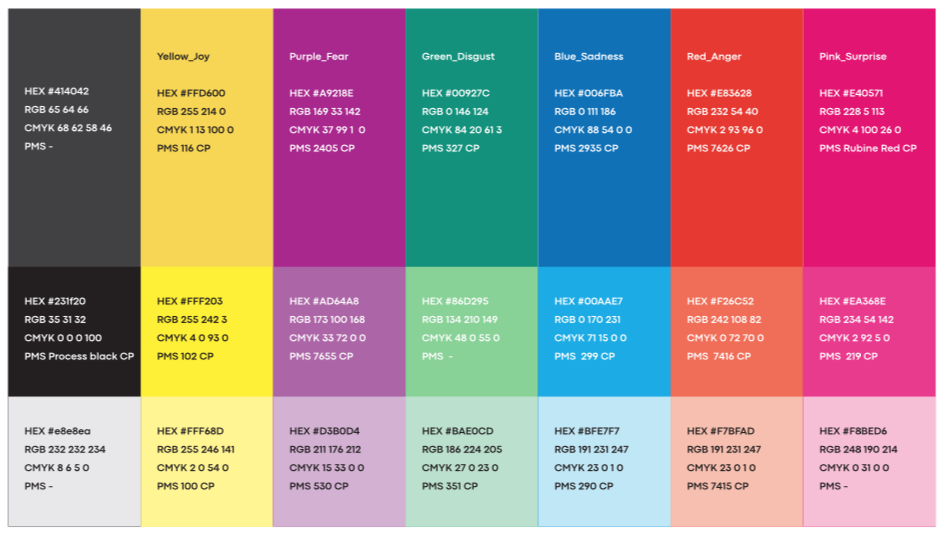 HEX #414042
RGB 65 64 66
CMYK 68 62 58 46
PMS -
Yellow_Joy
HEX #FFD600
RGB 255 214 0
CMYK 1 13 100 0
PMS 116 CP
Purple_Fear
HEX #A9218E
RGB 169 33 142
CMYK 37 99 1 0
PMS 2405 CP
Green_Disgust
HEX #00927C
RGB 0 146 124
CMYK 84 20 61 3
PMS 327 CP
Blue_Sadness
HEX #006FBA
RGB 0 111 186
CMYK 88 54 0 0
PMS 2935 CP
Red_Anger
HEX #E83628
RGB 232 54 40
CMYK 2 93 96 0
PMS 7626 CP
Pink_Surprise
HEX #E40571
RGB 228 5 113
CMYK 4 100 26 0
PMS Rubine Red CP
HEX #231f20
RGB 35 31 32
CMYK 0 0 0 100
PMS Process black CP
HEX #FFF203
RGB 255 242 3
CMYK 4 0 93 0
PMS 102 CP
HEX #AD64A8
RGB 173 100 168
CMYK 33 72 0 0
PMS 7655 CP
HEX #86D295
RGB 134 210 149
CMYK 48 0 55 0
PMS -
HEX #00AAE7
RGB 0 170 231
CMYK 71 15 0 0
PMS 299 CP
HEX #F26C52
RGB 242 108 82
CMYK 0 72 70 0
PMS 7416 CP
HEX #EA368E
RGB 234 54 142
CMYK 2 92 5 0
PMS 219 CP
HEX #e8e8ea
RGB 232 232 234
CMYK 8 6 5 0
PMS -
HEX #FFF68D
RGB 255 246 141
CMYK 2 0 54 0
PMS 100 CP
HEX #D3B0D4
RGB 211 176 212
CMYK 15 33 0 0
PMS 530 CP
HEX #BAE0CD
RGB 186 224 205
CMYK 27 0 23 0
PMS 351 CP
HEX #BFE7F7
RGB 191 231 247
CMYK 23 0 1 0
PMS 290 CP
HEX #F7BFAD
RGB 191 231 247
CMYK 23 0 1 0
PMS 7415 CP
HEX #F8BED6
RGB 248 190 214
CMYK 0 31 0 0
PMS -